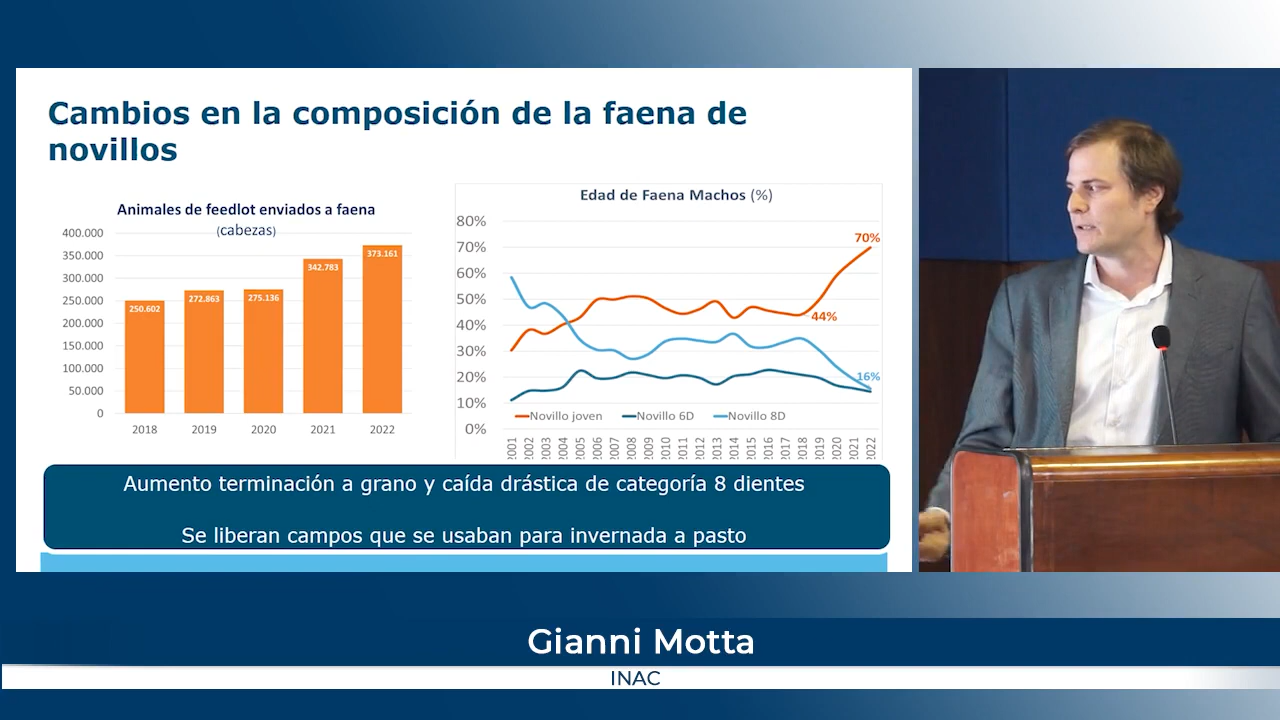 Cambios en la composición de la faena de
novillos
Animales de feedlot enviados a faena
(cabezas)
400.000
350.000
300.000
250.000
200.000
150.000
100.000
50.000
0
250.602
272.863
275.136
342.783
373.161
2018 2019 2020 2021 2022
Edad de Faena Machos (%)
80%
70%
60%
50%
40%
30%
20%
10%
0%
70%
44%
16%
Novillo joven Novillo 6D Novillo 8D
2001 2002 2003 2004 2005 2006 2007 2008 2009 2010 2011 2012 2013 2014 2015 2016 2017 2018 2019 2020 2021 2022
Aumento terminación a grano y caída drástica de categoría 8 dientes
Se liberan campos que se usaban para invernada a pasto
Gianni Motta
INAC